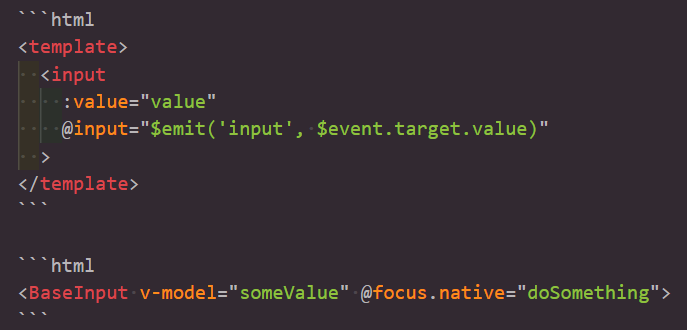 ```html
<template>
  <input
    :value="value"
    @input="$emit('input', $event.target.value)"
  >
</template>
```

```html
<BaseInput v-model="someValue" @focus.native="doSomething">
```